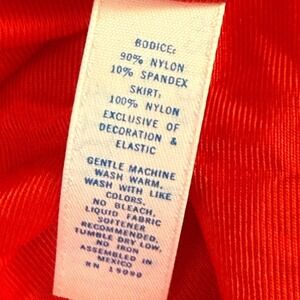 BODICE:
90% NYLON
10% SPANDEX
SKIRT:
100% NYLON
EXCLUSIVE OF
DECORATION &
ELASTIC
GENTLE MACHINE
WASH WARM.
WASH WITH LIKE
COLORS.
NO BLEACH.
LIQUID FABRIC
SOFTENER
RECOMMENDED.
TUMBLE DRY LOW.
NO IRON
ASSEMBLED IN
MEXICO
RN 19090